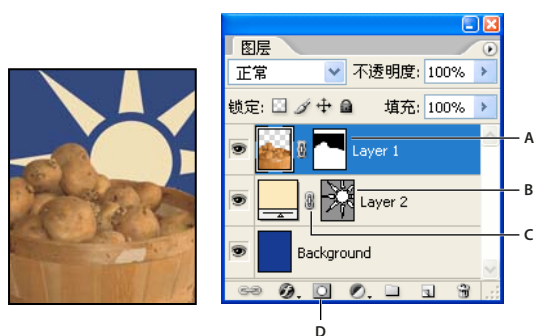 图层
正常 不透明度: 100%
锁定: 填充: 100%
A
Layer 1
B
Layer 2
C
Background
D